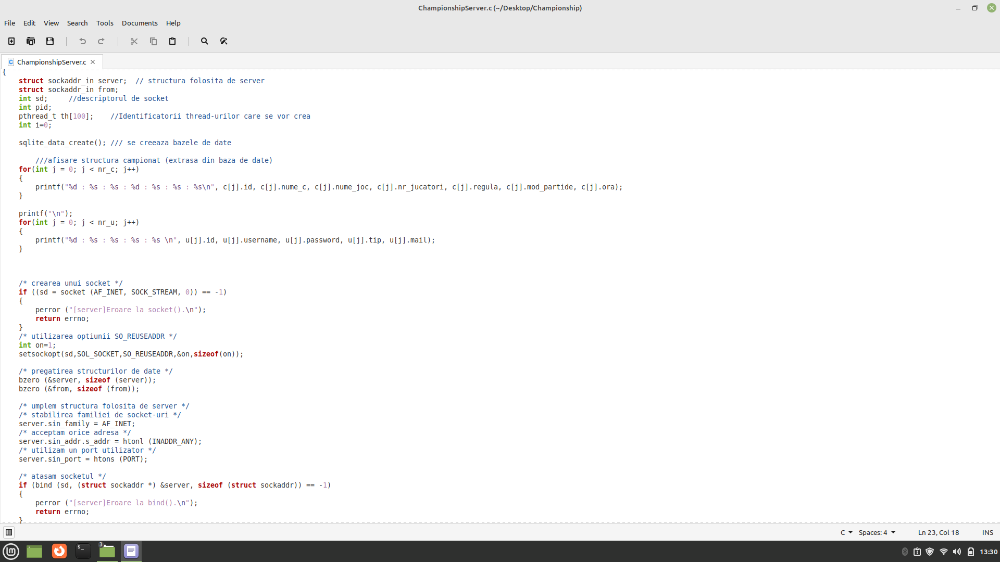 ChampionshipServer.c (~/Desktop/Championship)
File Edit View Search Tools Documents Help
ChampionshipServer.c
{
    struct sockaddr_in server;  // structura folosita de server
    struct sockaddr_in from;
    int sd;     //descriptorul de socket
    int pid;
    pthread_t th[100];    //Identificatorii thread-urilor care se vor crea
    int i=0;

    sqlite_data_create(); /// se creeaza bazele de date

        ///afisare structura campionat (extrasa din baza de date)
    for(int j = 0; j < nr_c; j++)
    {
        printf("%d : %s : %s : %d : %s : %s : %s\n", c[j].id, c[j].nume_c, c[j].nume_joc, c[j].nr_jucatori, c[j].regula, c[j].mod_partide, c[j].ora);
    }

    printf("\n");
    for(int j = 0; j < nr_u; j++)
    {
        printf("%d : %s : %s : %s : %s \n", u[j].id, u[j].username, u[j].password, u[j].tip, u[j].mail);
    }

    /* crearea unui socket */
    if ((sd = socket (AF_INET, SOCK_STREAM, 0)) == -1)
    {
        perror ("[server]Eroare la socket().\n");
        return errno;
    }
    /* utilizarea optiunii SO_REUSEADDR */
    int on=1;
    setsockopt(sd,SOL_SOCKET,SO_REUSEADDR,&on,sizeof(on));

    /* pregatirea structurilor de date */
    bzero (&server, sizeof (server));
    bzero (&from, sizeof (from));

    /* umplem structura folosita de server */
    /* stabilirea familiei de socket-uri */
    server.sin_family = AF_INET;
    /* acceptam orice adresa */
    server.sin_addr.s_addr = htonl (INADDR_ANY);
    /* utilizam un port utilizator */
    server.sin_port = htons (PORT);

    /* atasam socketul */
    if (bind (sd, (struct sockaddr *) &server, sizeof (struct sockaddr)) == -1)
    {
        perror ("[server]Eroare la bind().\n");
        return errno;
    }
C Spaces: 4 Ln 23, Col 18 INS
3
13:30